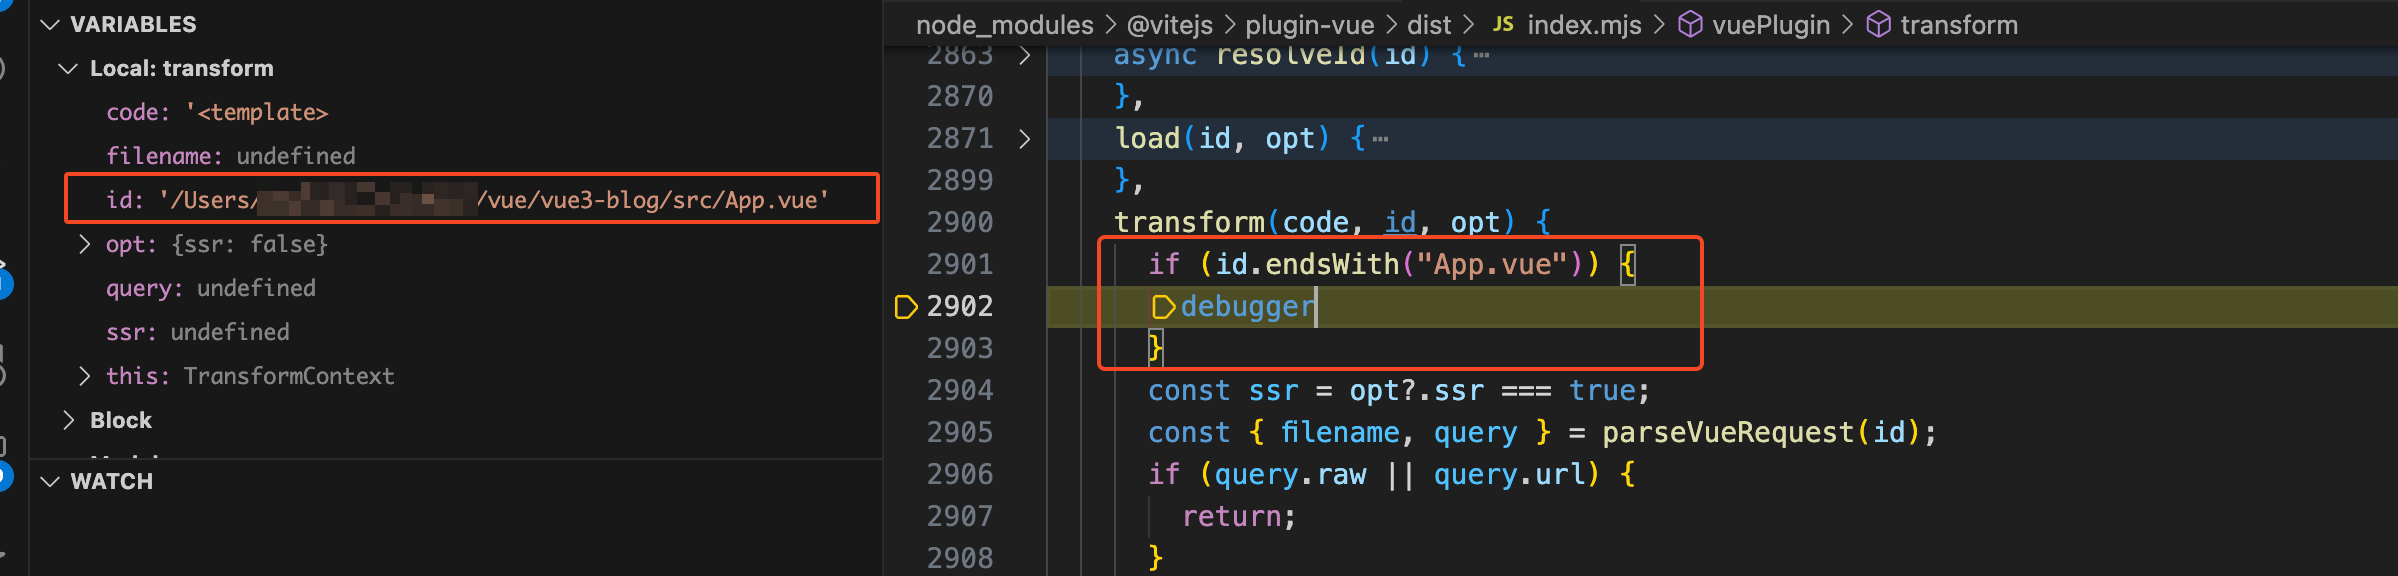 VARIABLES
Local: transform
code: '<template>
filename: undefined
id: '/Users/
/vue/vue3-blog/src/App.vue'
opt: {ssr: false}
query: undefined
ssr: undefined
this: TransformContext
Block
WATCH
node_modules > @vitejs > plugin-vue > dist > JS index.mjs > vuePlugin > transform
2863 async resolveId(id) {…
2870 },
2871 load(id, opt) {…
2899 },
2900 transform(code, id, opt) {
2901 if (id.endsWith("App.vue")) {
2902 debugger
2903 }
2904 const ssr = opt?.ssr === true;
2905 const { filename, query } = parseVueRequest(id);
2906 if (query.raw || query.url) {
2907 return;
2908 }